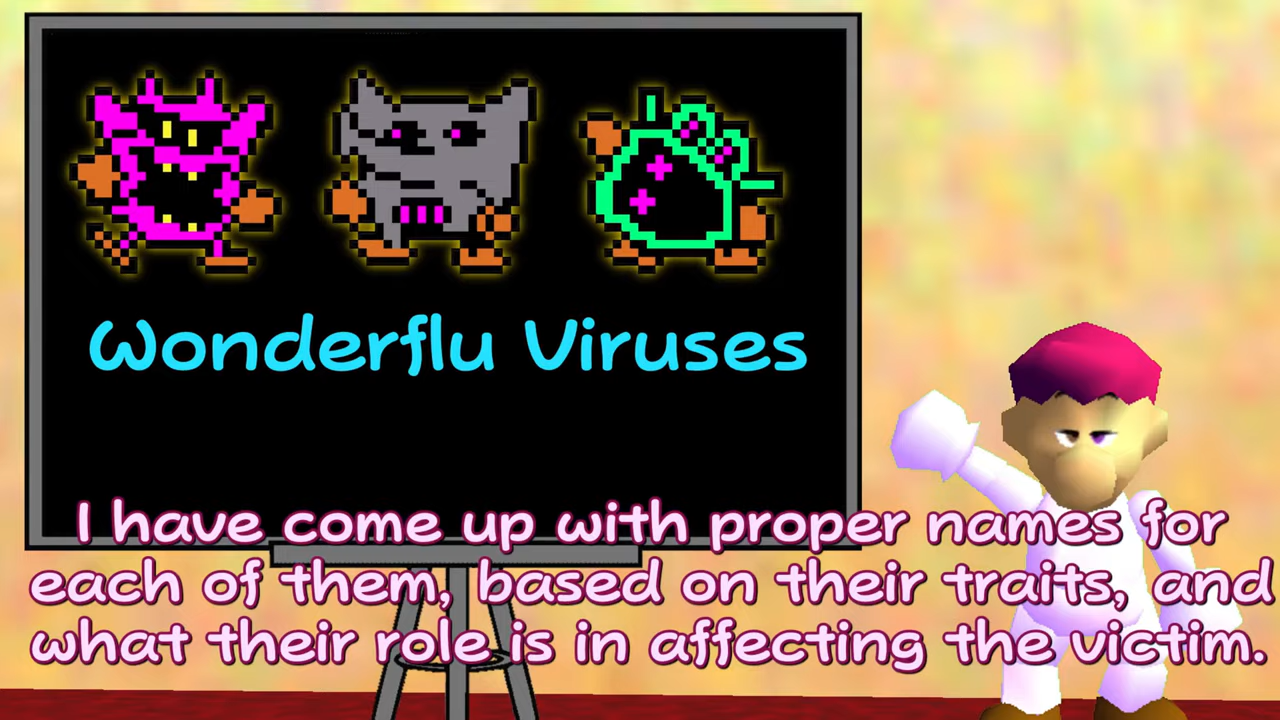 Wonderflu Viruses
I have come up with proper names for
each of them, based on their traits, and
what their role is in affecting the victim.